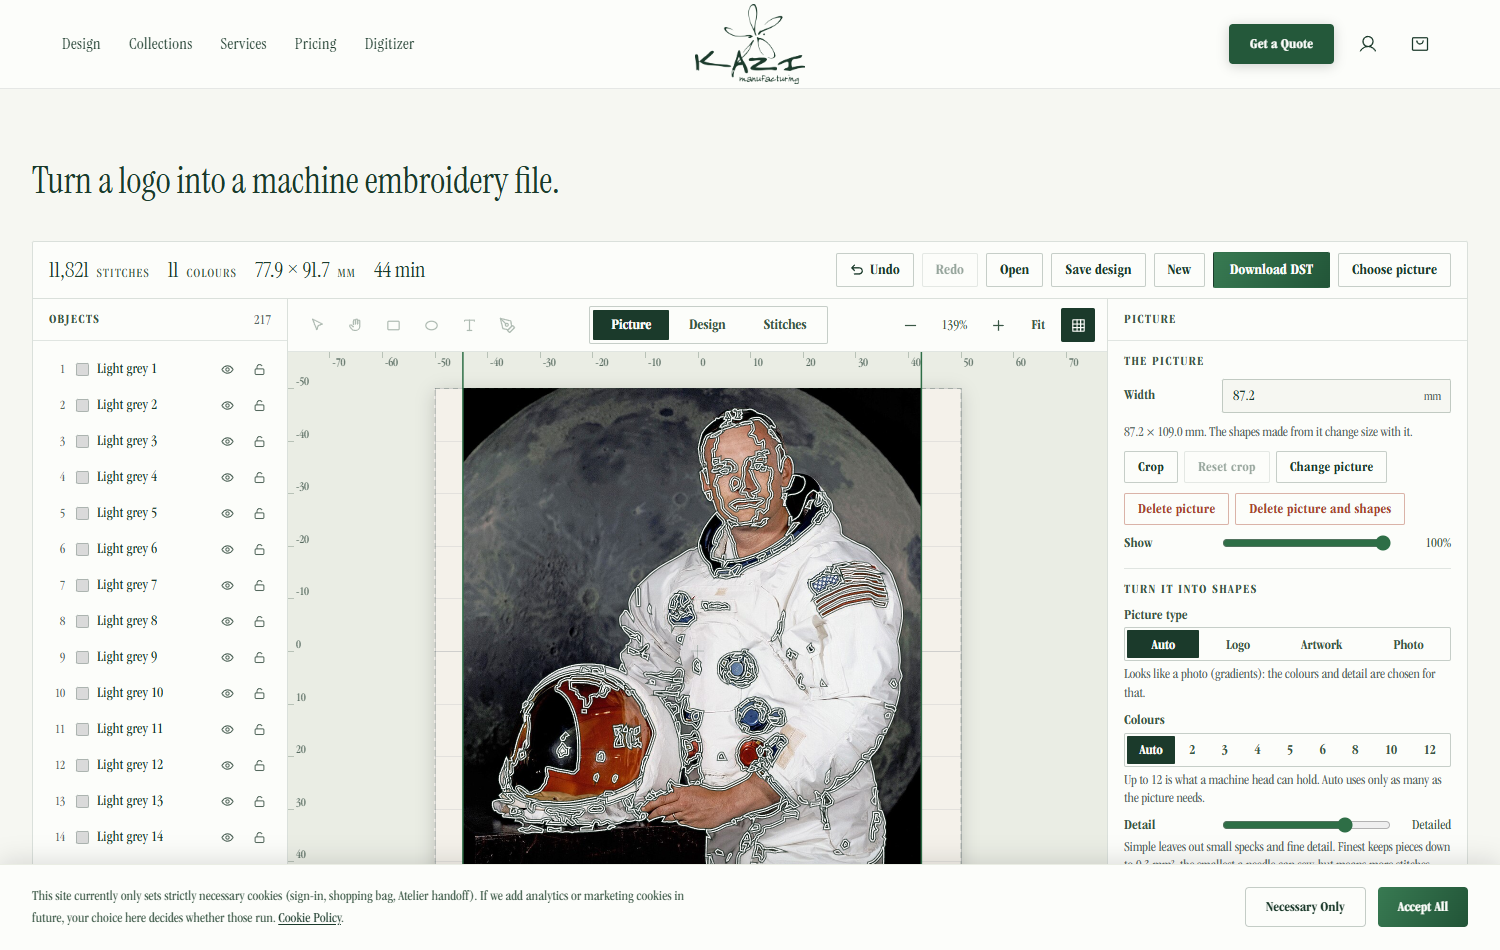 Design Collections Services Pricing Digitizer
KAZI
manufacturing
Get a Quote
Turn a logo into a machine embroidery file.
11,821 STITCHES 11 COLOURS 77.9 × 91.7 MM 44 min
Undo Redo Open Save design New Download DST Choose picture
OBJECTS 217
Picture Design Stitches
139% Fit
PICTURE
-70 -60 -50 -40 -30 -20 -10 0 10 20 30 40 50 60 70
-50
-40
-30
-20
-10
0
10
20
30
40
1 Light grey 1
2 Light grey 2
3 Light grey 3
4 Light grey 4
5 Light grey 5
6 Light grey 6
7 Light grey 7
8 Light grey 8
9 Light grey 9
10 Light grey 10
11 Light grey 11
12 Light grey 12
13 Light grey 13
14 Light grey 14
THE PICTURE
Width 87.2 mm
87.2 × 109.0 mm. The shapes made from it change size with it.
Crop Reset crop Change picture
Delete picture Delete picture and shapes
Show 100%
TURN IT INTO SHAPES
Picture type
Auto Logo Artwork Photo
Looks like a photo (gradients): the colours and detail are chosen for
that.
Colours
Auto 2 3 4 5 6 8 10 12
Up to 12 is what a machine head can hold. Auto uses only as many as
the picture needs.
Detail Detailed
Simple leaves out small specks and fine detail. Finest keeps pieces down
This site currently only sets strictly necessary cookies (sign-in, shopping bag, Atelier handoff). If we add analytics or marketing cookies in
future, your choice here decides whether those run. Cookie Policy.
Necessary Only Accept All